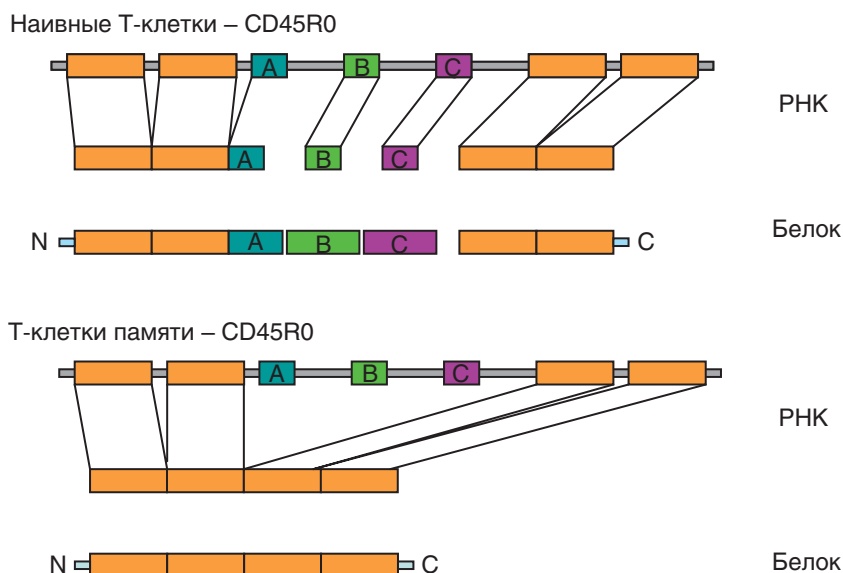 Наивные Т-клетки – CD45R0
A B C
РНК
A B C
N A B C C
Белок
Т-клетки памяти – CD45R0
A B C
РНК
N C
Белок